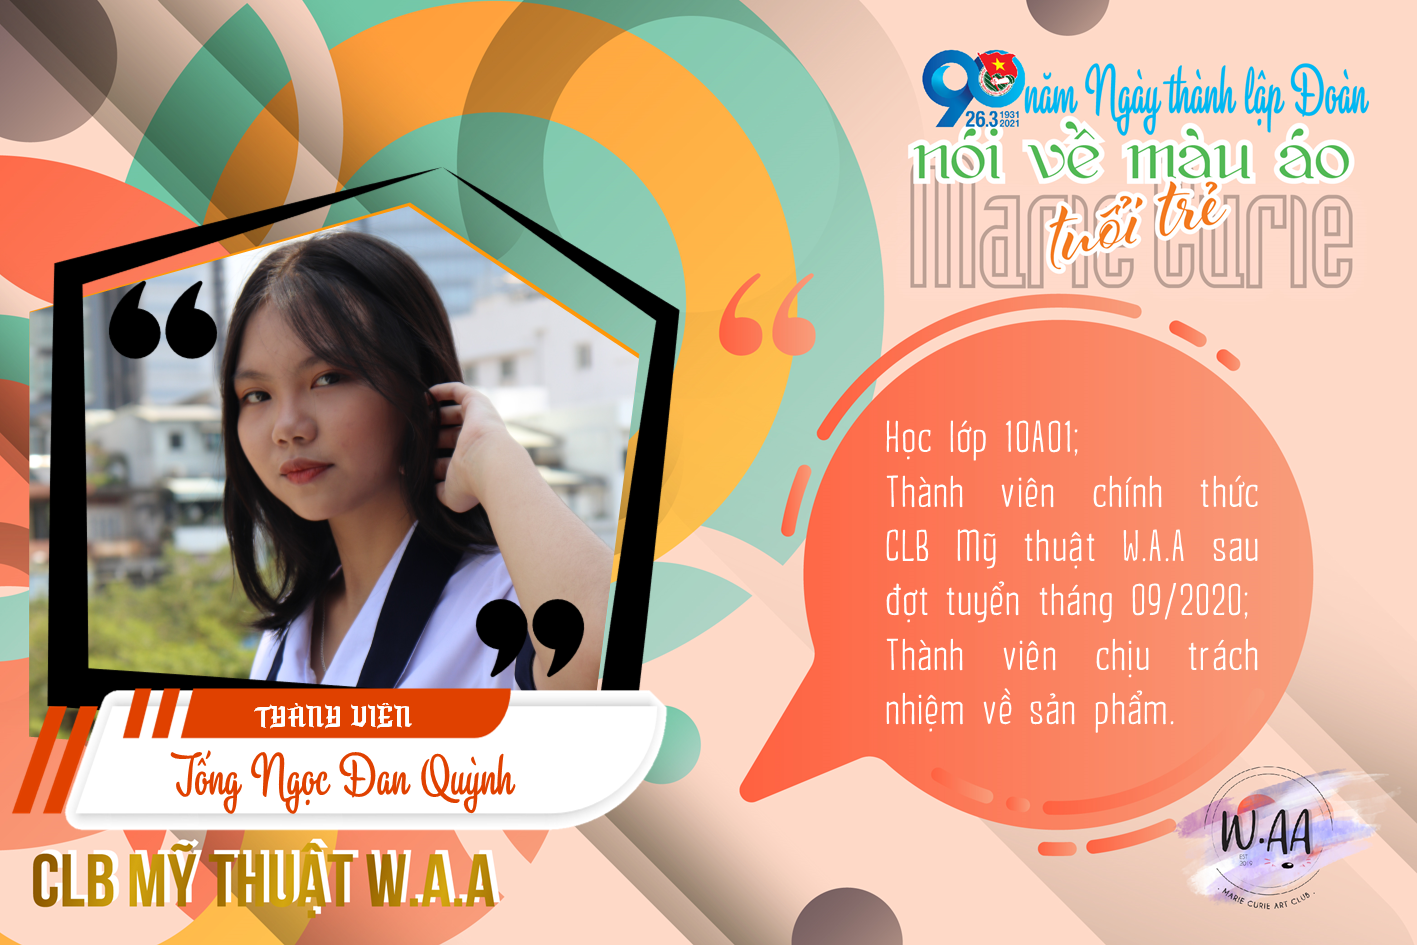 90 năm Ngày thành lập Đoàn
26.3 1931 2021
nói về màu áo
Marie Curie
tuổi trẻ
Học lớp 10A01;
Thành viên chính thức
CLB Mỹ thuật W.A.A sau
đợt tuyển tháng 09/2020;
Thành viên chịu trách
nhiệm về sản phẩm.
THÀNH VIÊN
Tống Ngọc Đan Quỳnh
CLB MỸ THUẬT W.A.A
W.AA
MARIE CURIE ART CLUB